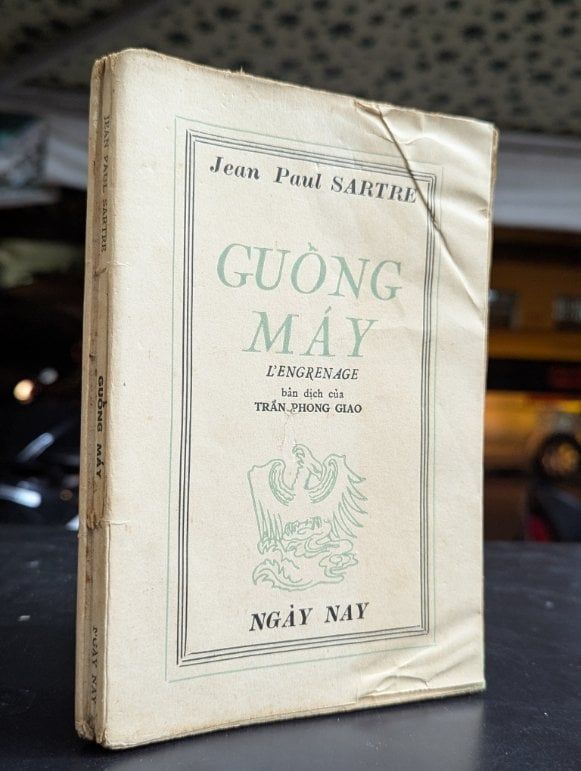 Jean Paul SARTRE
GUỒNG
MÁY
L'ENGRENAGE
bản dịch của
TRẦN PHONG GIAO
NGÀY NAY
JEAN PAUL SARTRE
GUỒNG MÁY
NGÀY NAY